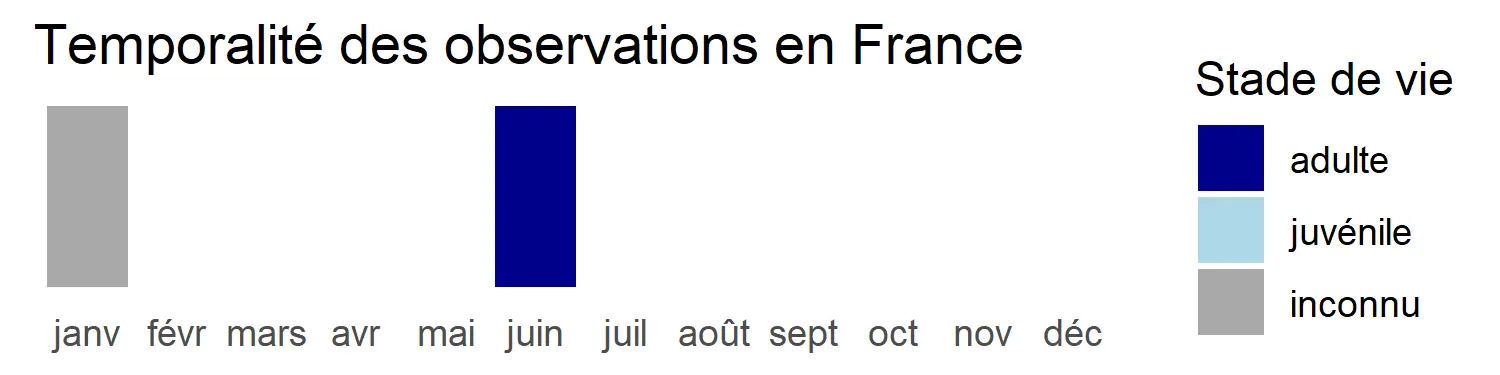 Temporalité des observations en France
janv févr mars avr mai juin juil août sept oct nov déc
Stade de vie
adulte
juvénile
inconnu